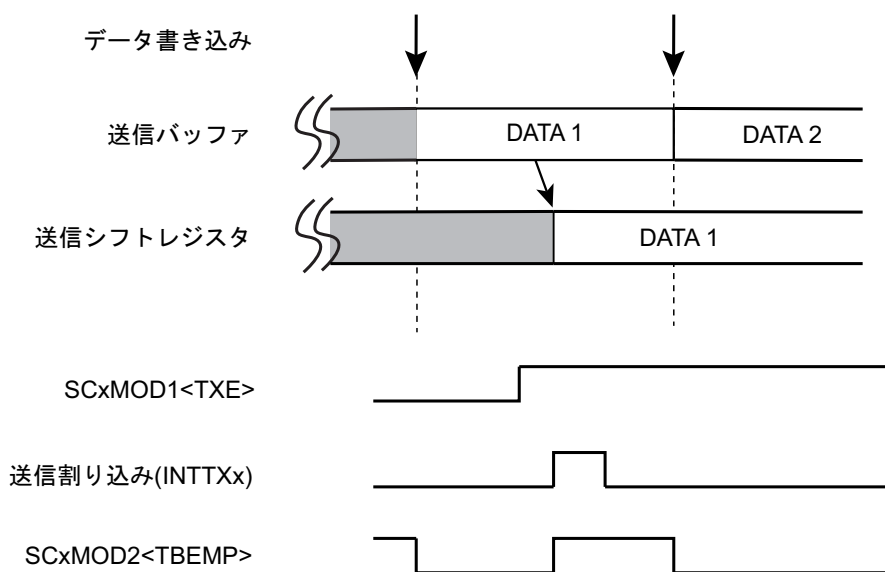 データ書き込み
送信バッファ
DATA 1
DATA 2
送信シフトレジスタ
DATA 1
SCxMOD1<TXE>
送信割り込み(INTTXx)
SCxMOD2<TBEMP>